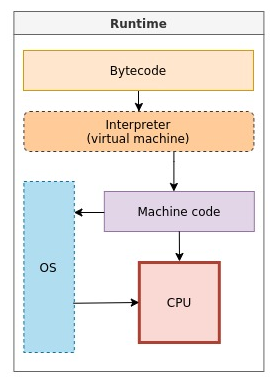 Runtime
Bytecode
Interpreter
(virtual machine)
Machine code
OS
CPU